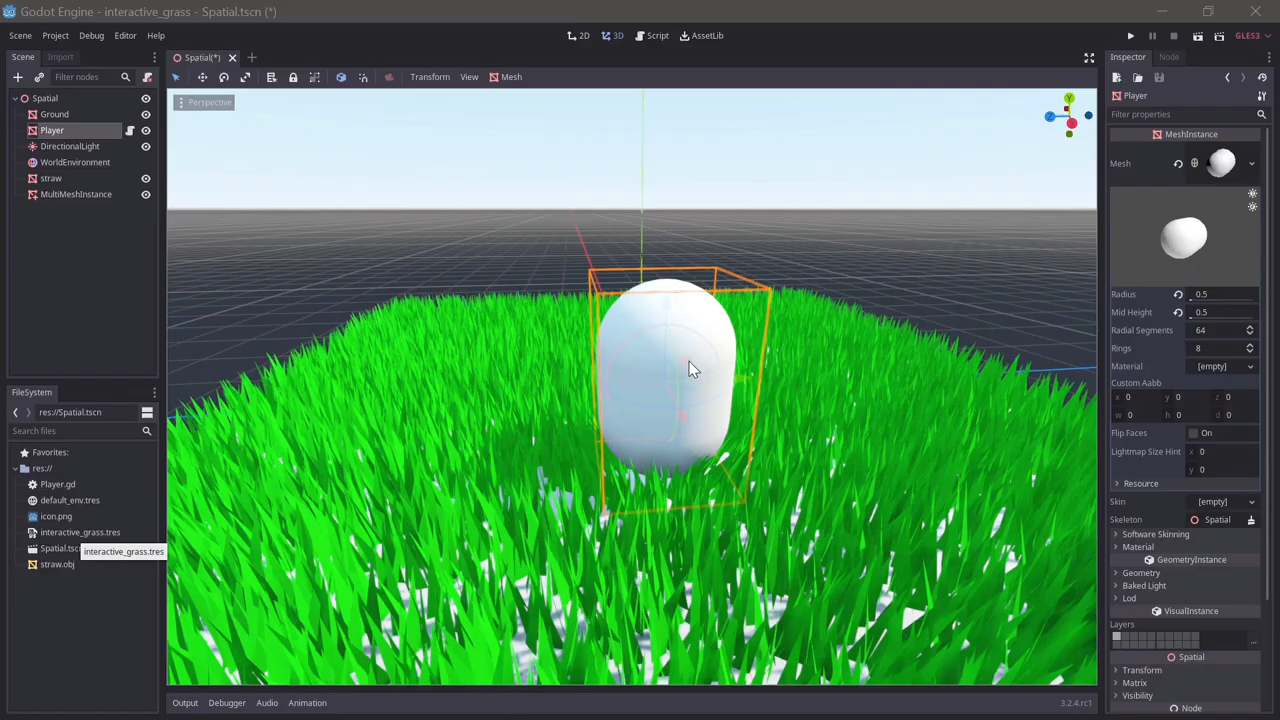 Godot Engine - interactive_grass - Spatial.tscn (*)
Scene Project Debug Editor Help
2D 3D Script AssetLib
GLES3
Scene Import
Spatial(*)
Inspector Node
Filter nodes
Transform View Mesh
Spatial
Ground
Player
DirectionalLight
WorldEnvironment
straw
MultiMeshInstance
Perspective
Y
Z
X
Player
Filter properties
MeshInstance
Mesh
Radius 0.5
Mid Height 0.5
Radial Segments 64
Rings 8
Material [empty]
Custom Aabb
x 0 y 0 z 0
w 0 h 0 d 0
Flip Faces On
Lightmap Size Hint x 0
y 0
Resource
Skin [empty]
Skeleton Spatial
Software Skinning
Material
GeometryInstance
Geometry
Baked Light
Lod
VisualInstance
Layers
...
Spatial
Transform
Matrix
Visibility
Node
FileSystem
res://Spatial.tscn
Search files
Favorites:
res://
Player.gd
default_env.tres
icon.png
interactive_grass.tres
Spatial.tsc
interactive_grass.tres
straw.obj
Output Debugger Audio Animation
3.2.4.rc1